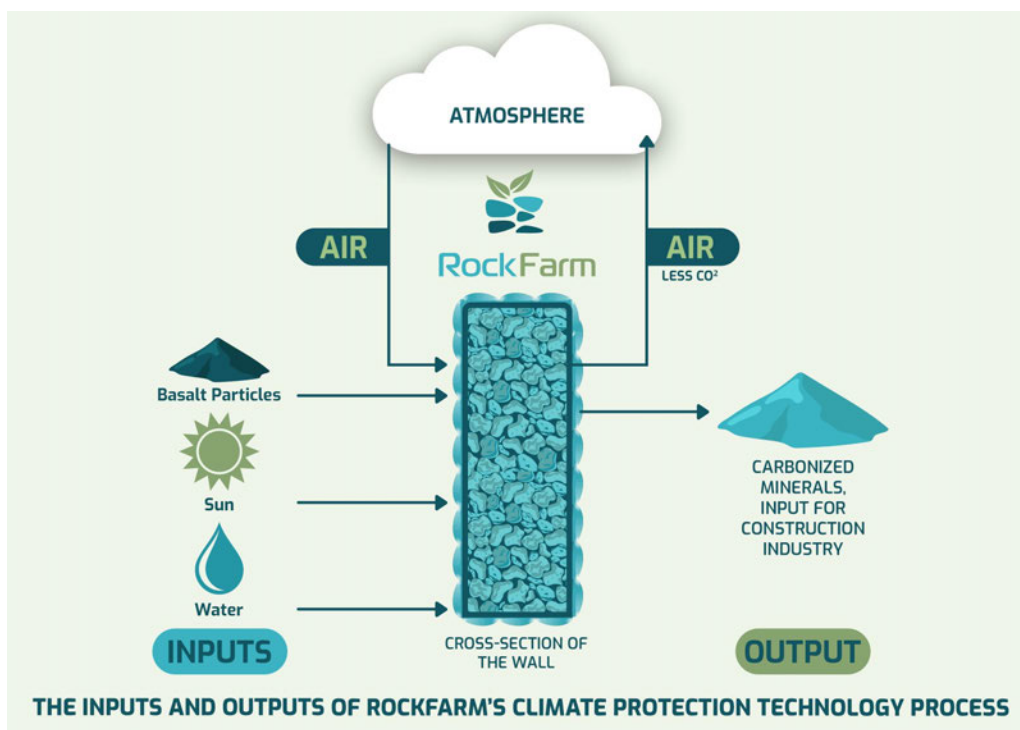 ATMOSPHERE
AIR
AIR
LESS CO²
RockFarm
Basalt Particles
Sun
Water
INPUTS
CROSS-SECTION OF
THE WALL
CARBONIZED
MINERALS,
INPUT FOR
CONSTRUCTION
INDUSTRY
OUTPUT
THE INPUTS AND OUTPUTS OF ROCKFARM'S CLIMATE PROTECTION TECHNOLOGY PROCESS